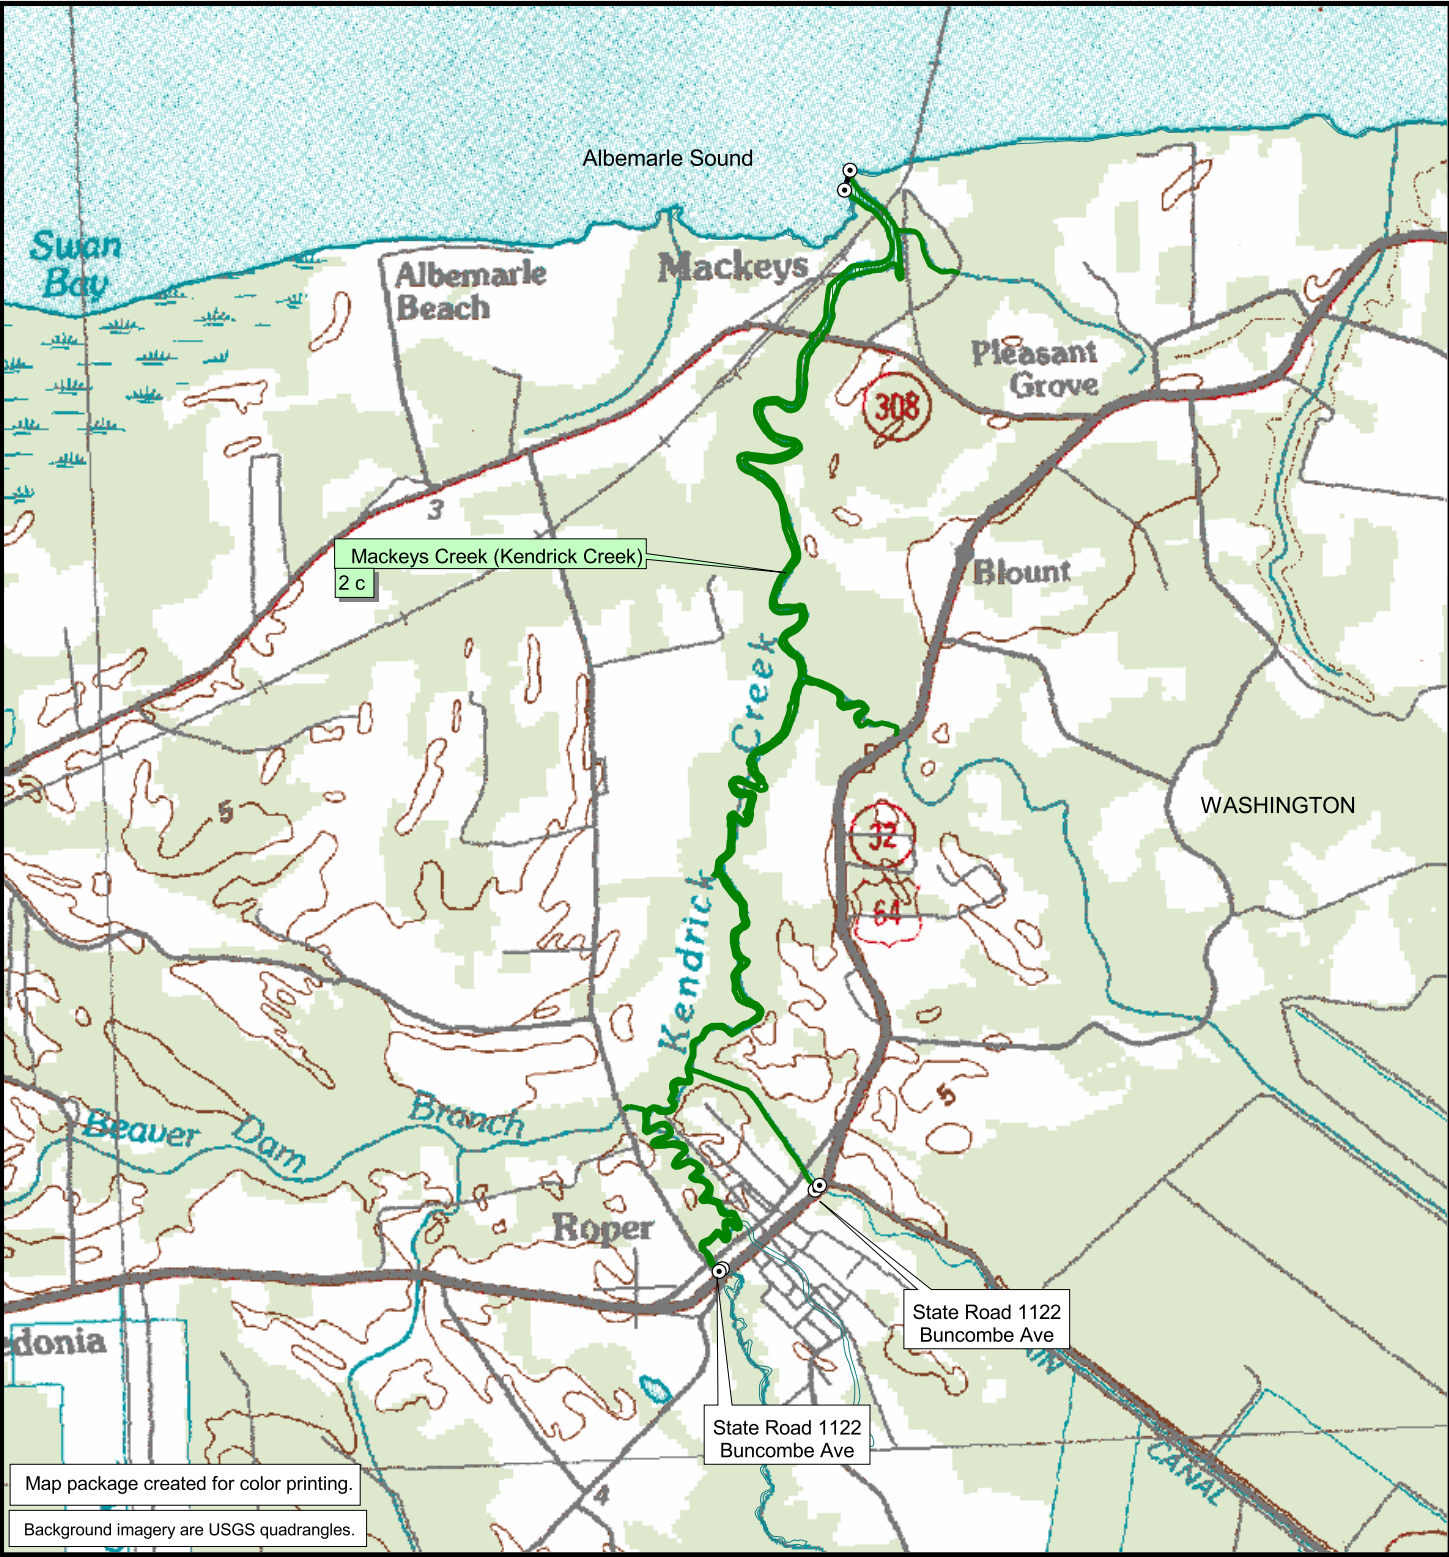 Albemarle Sound
Swan
Bay
Albemarle
Beach
Mackeys
Pleasant
Grove
308
3
Mackeys Creek (Kendrick Creek)
2 c
Blount
Kendrick Creek
WASHINGTON
5
32
64
5
Beaver Dam Branch
Roper
State Road 1122
Buncombe Ave
edonia
State Road 1122
Buncombe Ave
CANAL
4
Map package created for color printing.
Background imagery are USGS quadrangles.